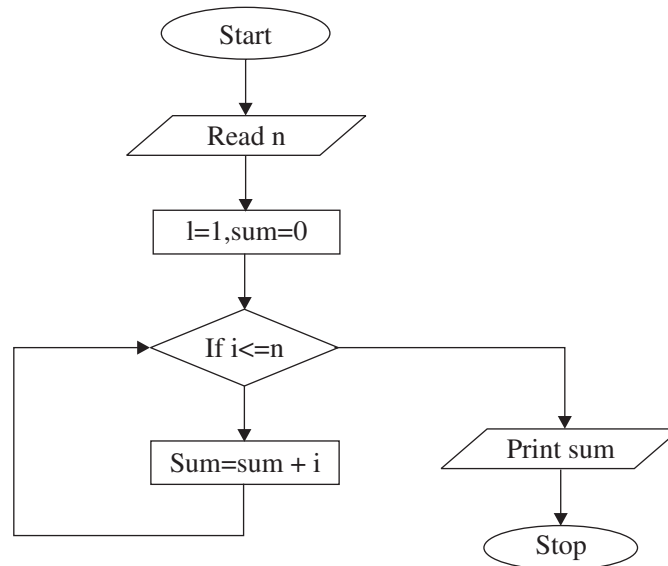 Start
Read n
l=1,sum=0
If i<=n
Sum=sum + i
Print sum
Stop